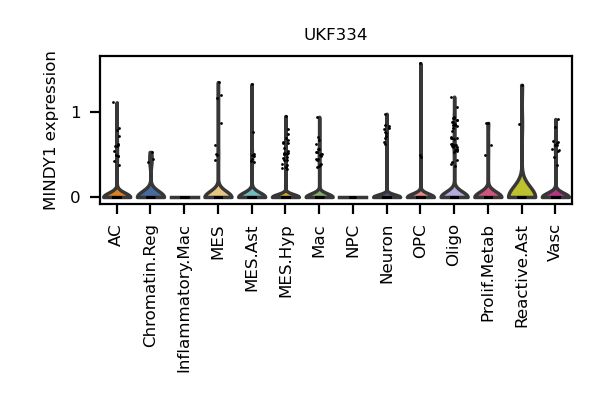 UKF334
MINDY1 expression
1
0
AC
Chromatin.Reg
Inflammatory.Mac
MES
MES.Ast
MES.Hyp
Mac
NPC
Neuron
OPC
Oligo
Prolif.Metab
Reactive.Ast
Vasc